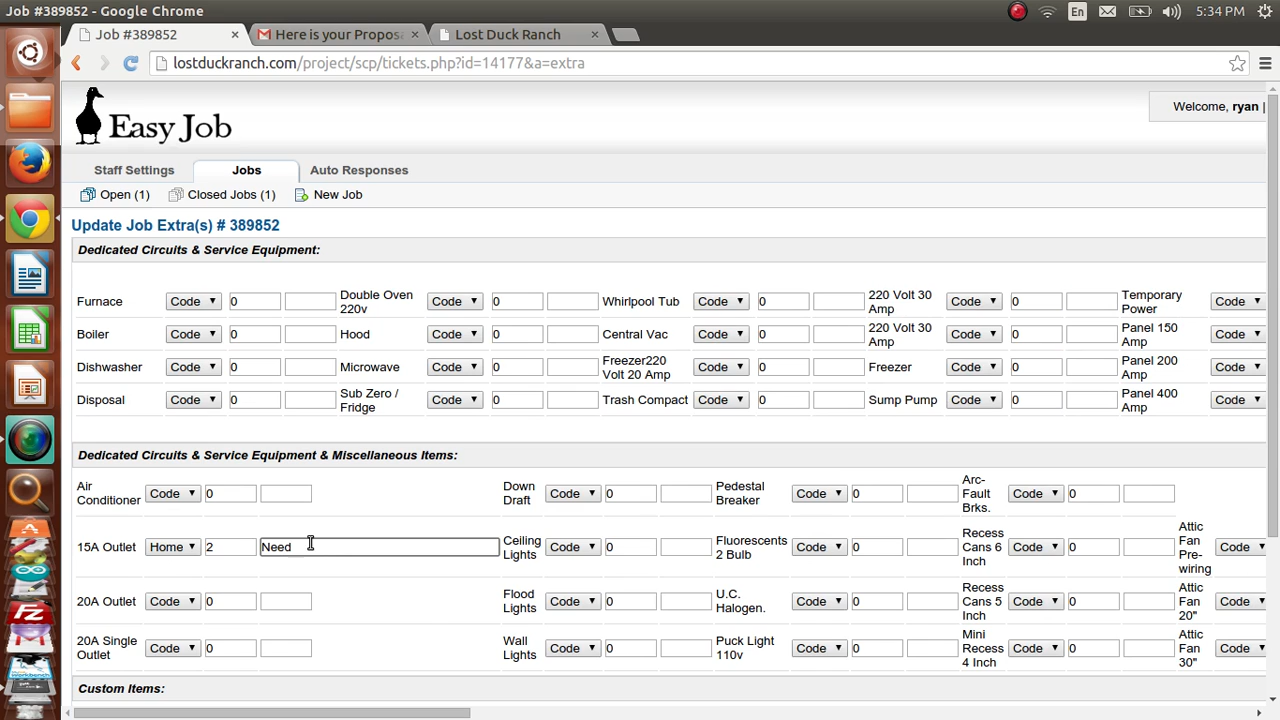 Job #389852 - Google Chrome
En
5:34 PM
Job #389852
Here is your Propos
Lost Duck Ranch
lostduckranch.com/project/scp/tickets.php?id=14177&a=extra
Easy Job
Welcome, ryan |
Staff Settings
Jobs
Auto Responses
Open (1)
Closed Jobs (1)
New Job
Update Job Extra(s) # 389852
Dedicated Circuits & Service Equipment:
Furnace Code 0 Double Oven 220v Code 0 Whirlpool Tub Code 0 220 Volt 30 Amp Code 0 Temporary Power Code
Boiler Code 0 Hood Code 0 Central Vac Code 0 220 Volt 30 Amp Code 0 Panel 150 Amp Code
Dishwasher Code 0 Microwave Code 0 Freezer220 Volt 20 Amp Code 0 Freezer Code 0 Panel 200 Amp Code
Disposal Code 0 Sub Zero / Fridge Code 0 Trash Compact Code 0 Sump Pump Code 0 Panel 400 Amp Code
Dedicated Circuits & Service Equipment & Miscellaneous Items:
Air Conditioner Code 0 Down Draft Code 0 Pedestal Breaker Code 0 Arc-Fault Brks. Code 0
15A Outlet Home 2 Need Ceiling Lights Code 0 Fluorescents 2 Bulb Code 0 Recess Cans 6 Inch Code 0 Attic Fan Pre-wiring Code
20A Outlet Code 0 Flood Lights Code 0 U.C. Halogen. Code 0 Recess Cans 5 Inch Code 0 Attic Fan 20" Code
20A Single Outlet Code 0 Wall Lights Code 0 Puck Light 110v Code 0 Mini Recess 4 Inch Code 0 Attic Fan 30" Code
Custom Items: